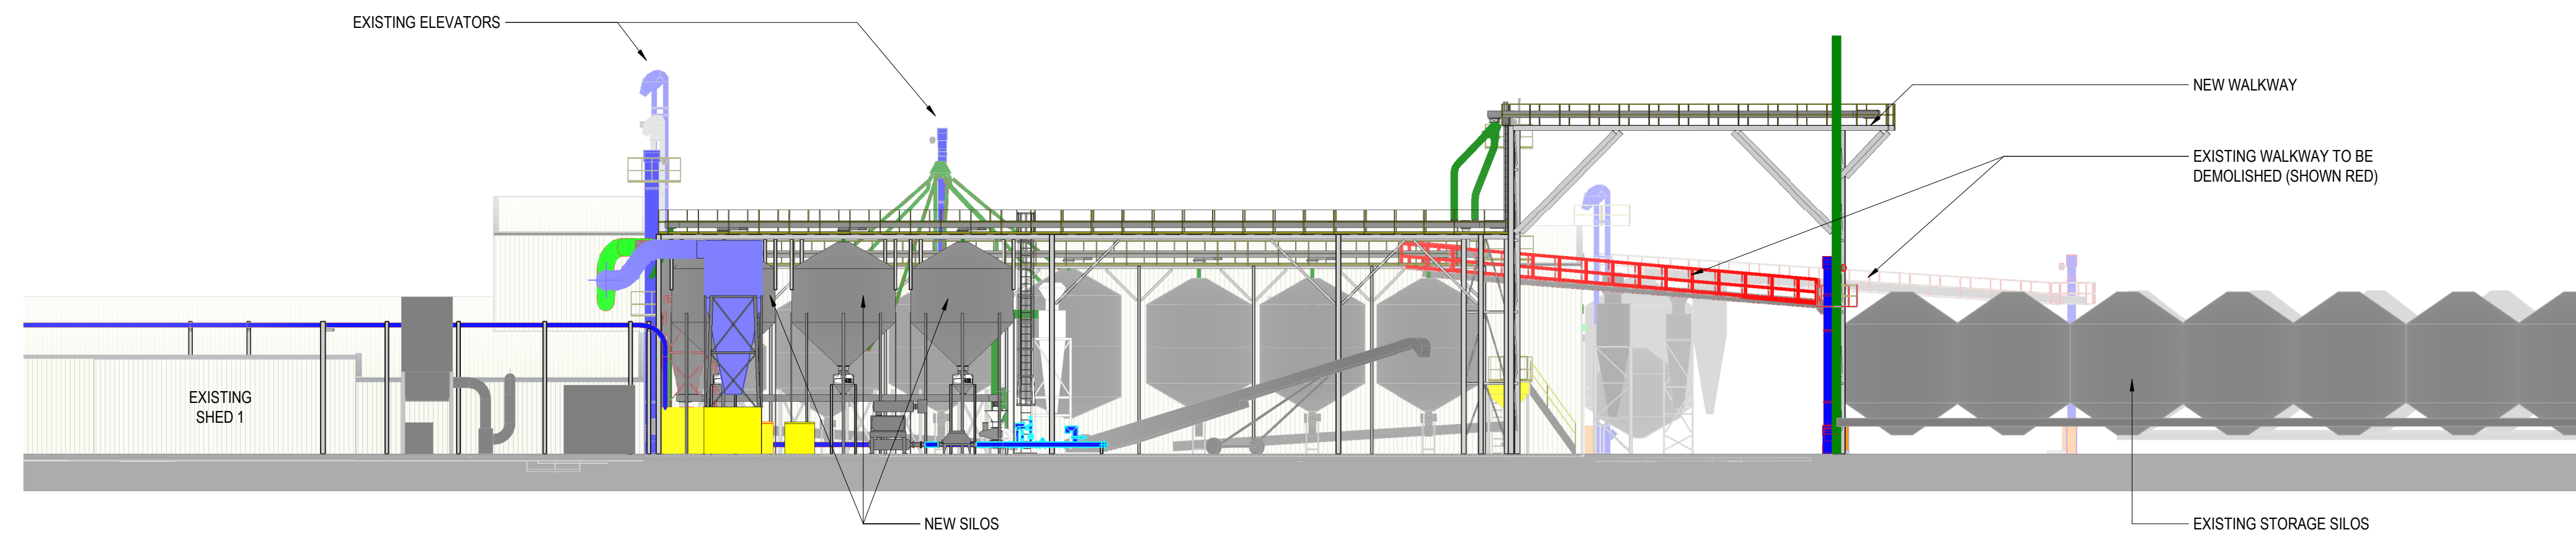 EXISTING ELEVATORS
NEW WALKWAY
EXISTING WALKWAY TO BE
DEMOLISHED (SHOWN RED)
EXISTING
SHED 1
NEW SILOS
EXISTING STORAGE SILOS